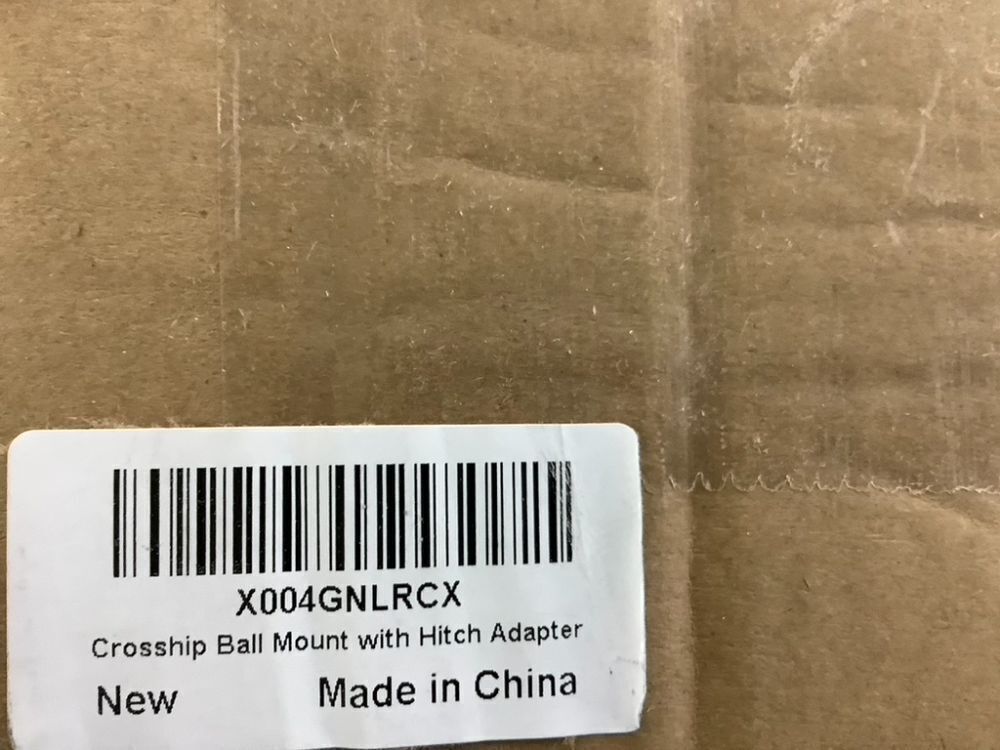 X004GNLRCX
Crosship Ball Mount with Hitch Adapter
New Made in China